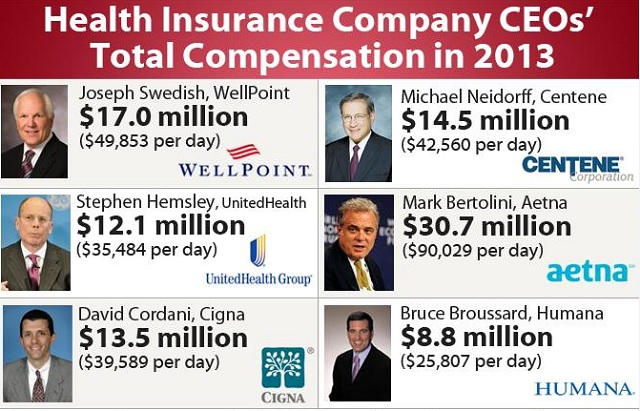 Health Insurance Company CEOs’
Total Compensation in 2013
Joseph Swedish, WellPoint
$17.0 million
($49,853 per day)
WELLPOINT
Michael Neidorff, Centene
$14.5 million
($42,560 per day)
CENTENE
Corporation
Stephen Hemsley, UnitedHealth
$12.1 million
($35,484 per day)
UnitedHealth Group
Mark Bertolini, Aetna
$30.7 million
($90,029 per day)
aetna
David Cordani, Cigna
$13.5 million
($39,589 per day)
®
CIGNA
Bruce Broussard, Humana
$8.8 million
($25,807 per day)
HUMANA